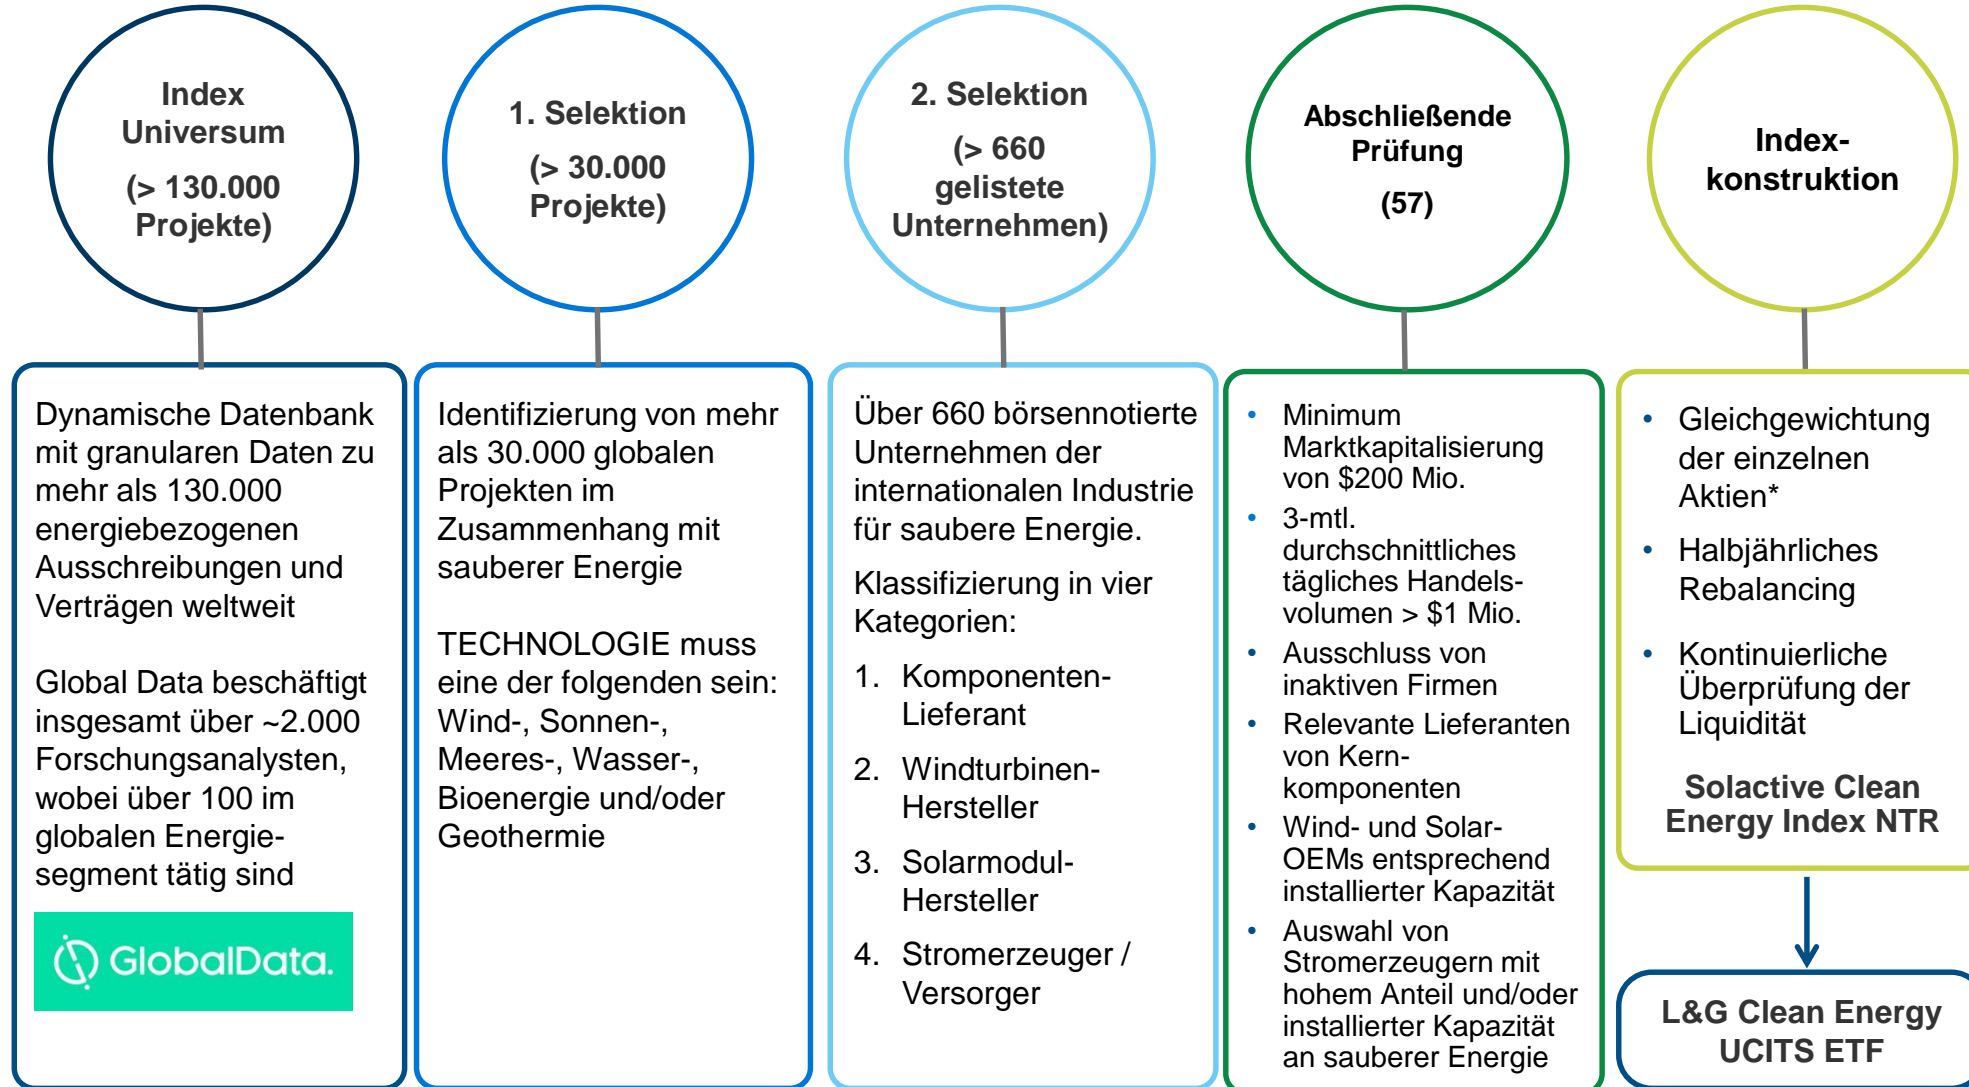 Index
Universum
(> 130.000
Projekte)
1. Selektion
(> 30.000
Projekte)
2. Selektion
(> 660
gelistete
Unternehmen)
Abschließende
Prüfung
(57)
Index-
konstruktion
Dynamische Datenbank
mit granularen Daten zu
mehr als 130.000
energiebezogenen
Ausschreibungen und
Verträgen weltweit
Global Data beschäftigt
insgesamt über ~2.000
Forschungsanalysten,
wobei über 100 im
globalen Energie-
segment tätig sind
GlobalData.
Identifizierung von mehr
als 30.000 globalen
Projekten im
Zusammenhang mit
sauberer Energie
TECHNOLOGIE muss
eine der folgenden sein:
Wind-, Sonnen-,
Meeres-, Wasser-,
Bioenergie und/oder
Geothermie
Über 660 börsennotierte
Unternehmen der
internationalen Industrie
für saubere Energie.
Klassifizierung in vier
Kategorien:
1. Komponenten-
Lieferant
2. Windturbinen-
Hersteller
3. Solarmodul-
Hersteller
4. Stromerzeuger /
Versorger
• Minimum
Marktkapitalisierung
von $200 Mio.
• 3-mtl.
durchschnittliches
tägliches Handels-
volumen > $1 Mio.
• Ausschluss von
inaktiven Firmen
• Relevante Lieferanten
von Kern-
komponenten
• Wind- und Solar-
OEMs entsprechend
installierter Kapazität
• Auswahl von
Stromerzeugern mit
hohem Anteil und/oder
installierter Kapazität
an sauberer Energie
• Gleichgewichtung
der einzelnen
Aktien*
• Halbjährliches
Rebalancing
• Kontinuierliche
Überprüfung der
Liquidität
Solactive Clean
Energy Index NTR
L&G Clean Energy
UCITS ETF